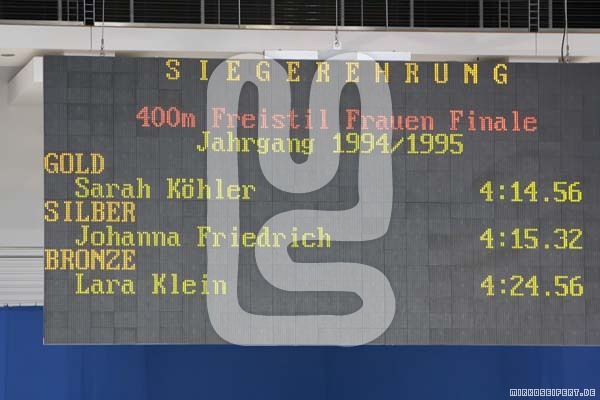 SIEGEREHRUNG
400m Freistil Frauen Finale
Jahrgang 1994/1995
GOLD
Sarah Köhler 4:14.56
SILBER
Johanna Friedrich 4:15.32
BRONZE
Lara Klein 4:24.56
MIRKOSEIFERT.DE